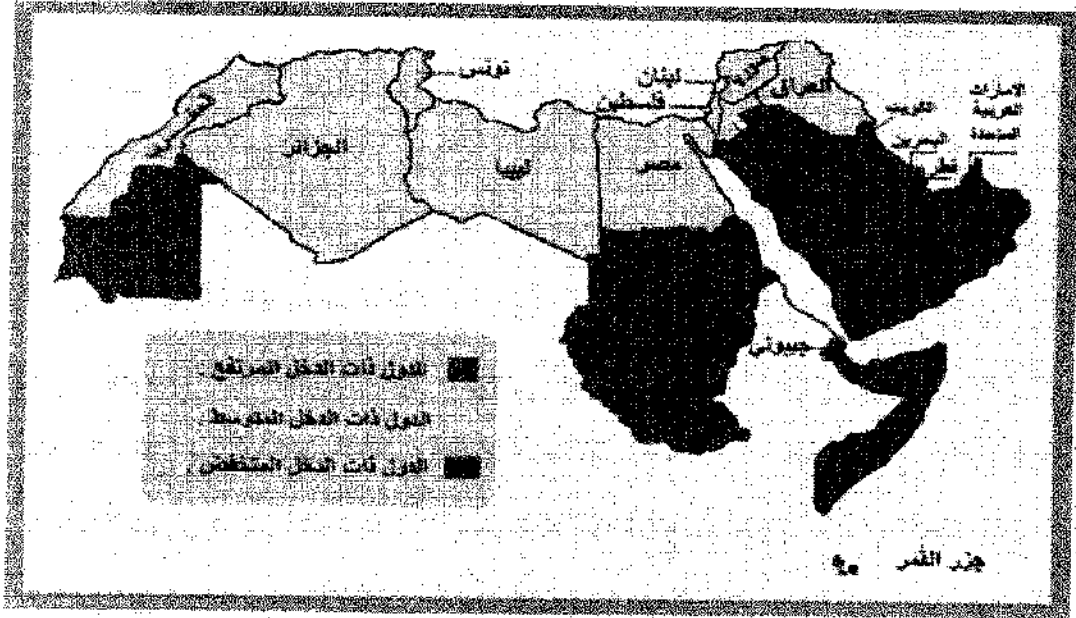 تونس
لبنان
فلسطين
العراق
الكويت
الامارات
العربية
المتحدة
البحرين
قطر
الجزائر
ليبيا
مصر
جيبوتي
الدول ذات الدخل المرتفع .
الدول ذات الدخل المتوسط .
الدول ذات الدخل المنخفض .
جزر القمر